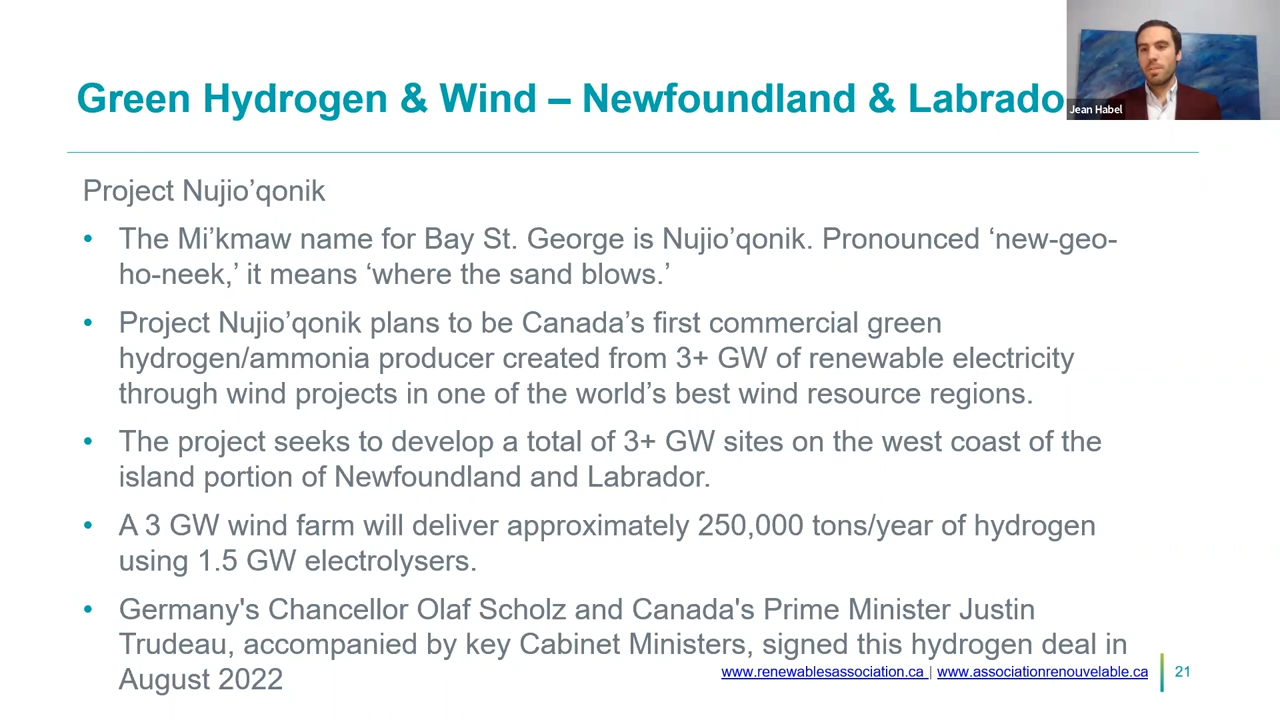 Green Hydrogen & Wind – Newfoundland & Labrado
Jean Habel
Project Nujio’qonik
• The Mi’kmaw name for Bay St. George is Nujio’qonik. Pronounced ‘new-geo-
ho-neek,’ it means ‘where the sand blows.’
• Project Nujio’qonik plans to be Canada’s first commercial green
hydrogen/ammonia producer created from 3+ GW of renewable electricity
through wind projects in one of the world’s best wind resource regions.
• The project seeks to develop a total of 3+ GW sites on the west coast of the
island portion of Newfoundland and Labrador.
• A 3 GW wind farm will deliver approximately 250,000 tons/year of hydrogen
using 1.5 GW electrolysers.
• Germany's Chancellor Olaf Scholz and Canada's Prime Minister Justin
Trudeau, accompanied by key Cabinet Ministers, signed this hydrogen deal in
August 2022
www.renewablesassociation.ca | www.associationrenouvelable.ca
21